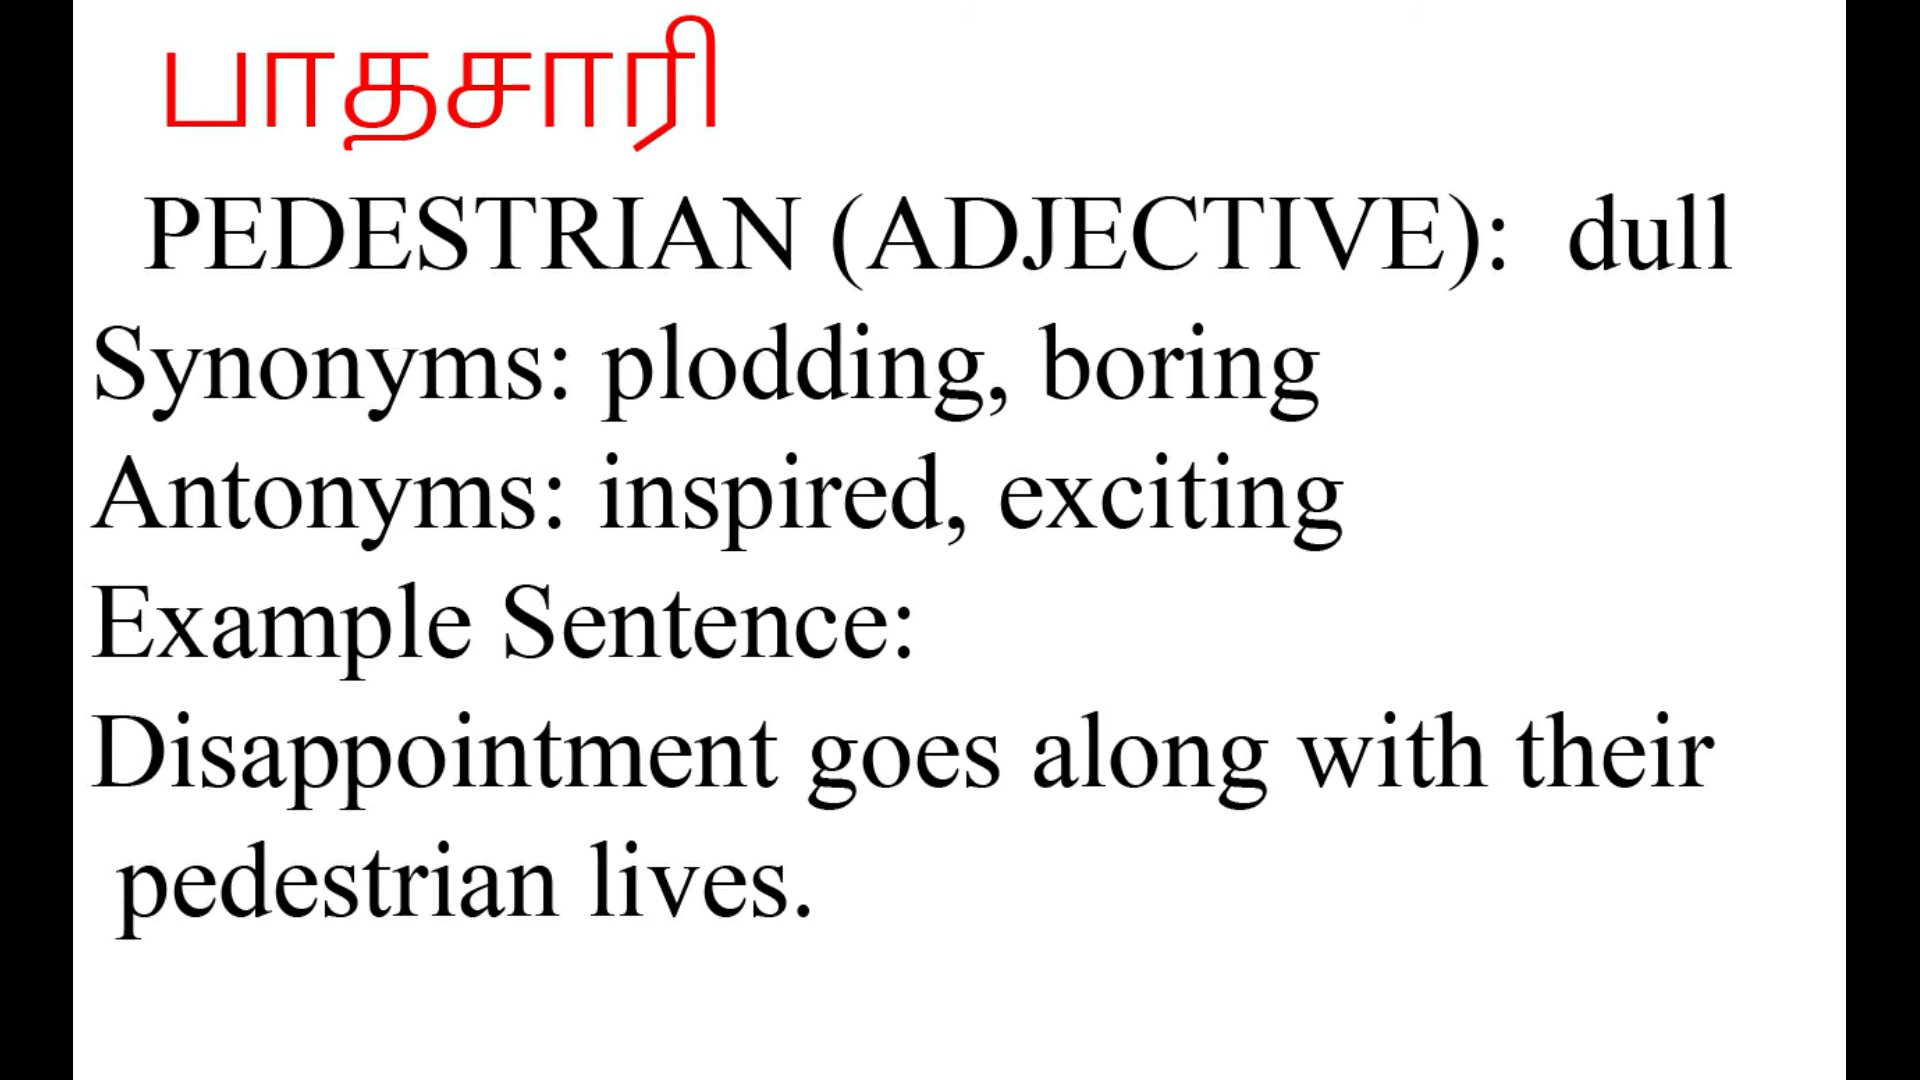 பாதசாரி
PEDESTRIAN (ADJECTIVE): dull
Synonyms: plodding, boring
Antonyms: inspired, exciting
Example Sentence:
Disappointment goes along with their
pedestrian lives.